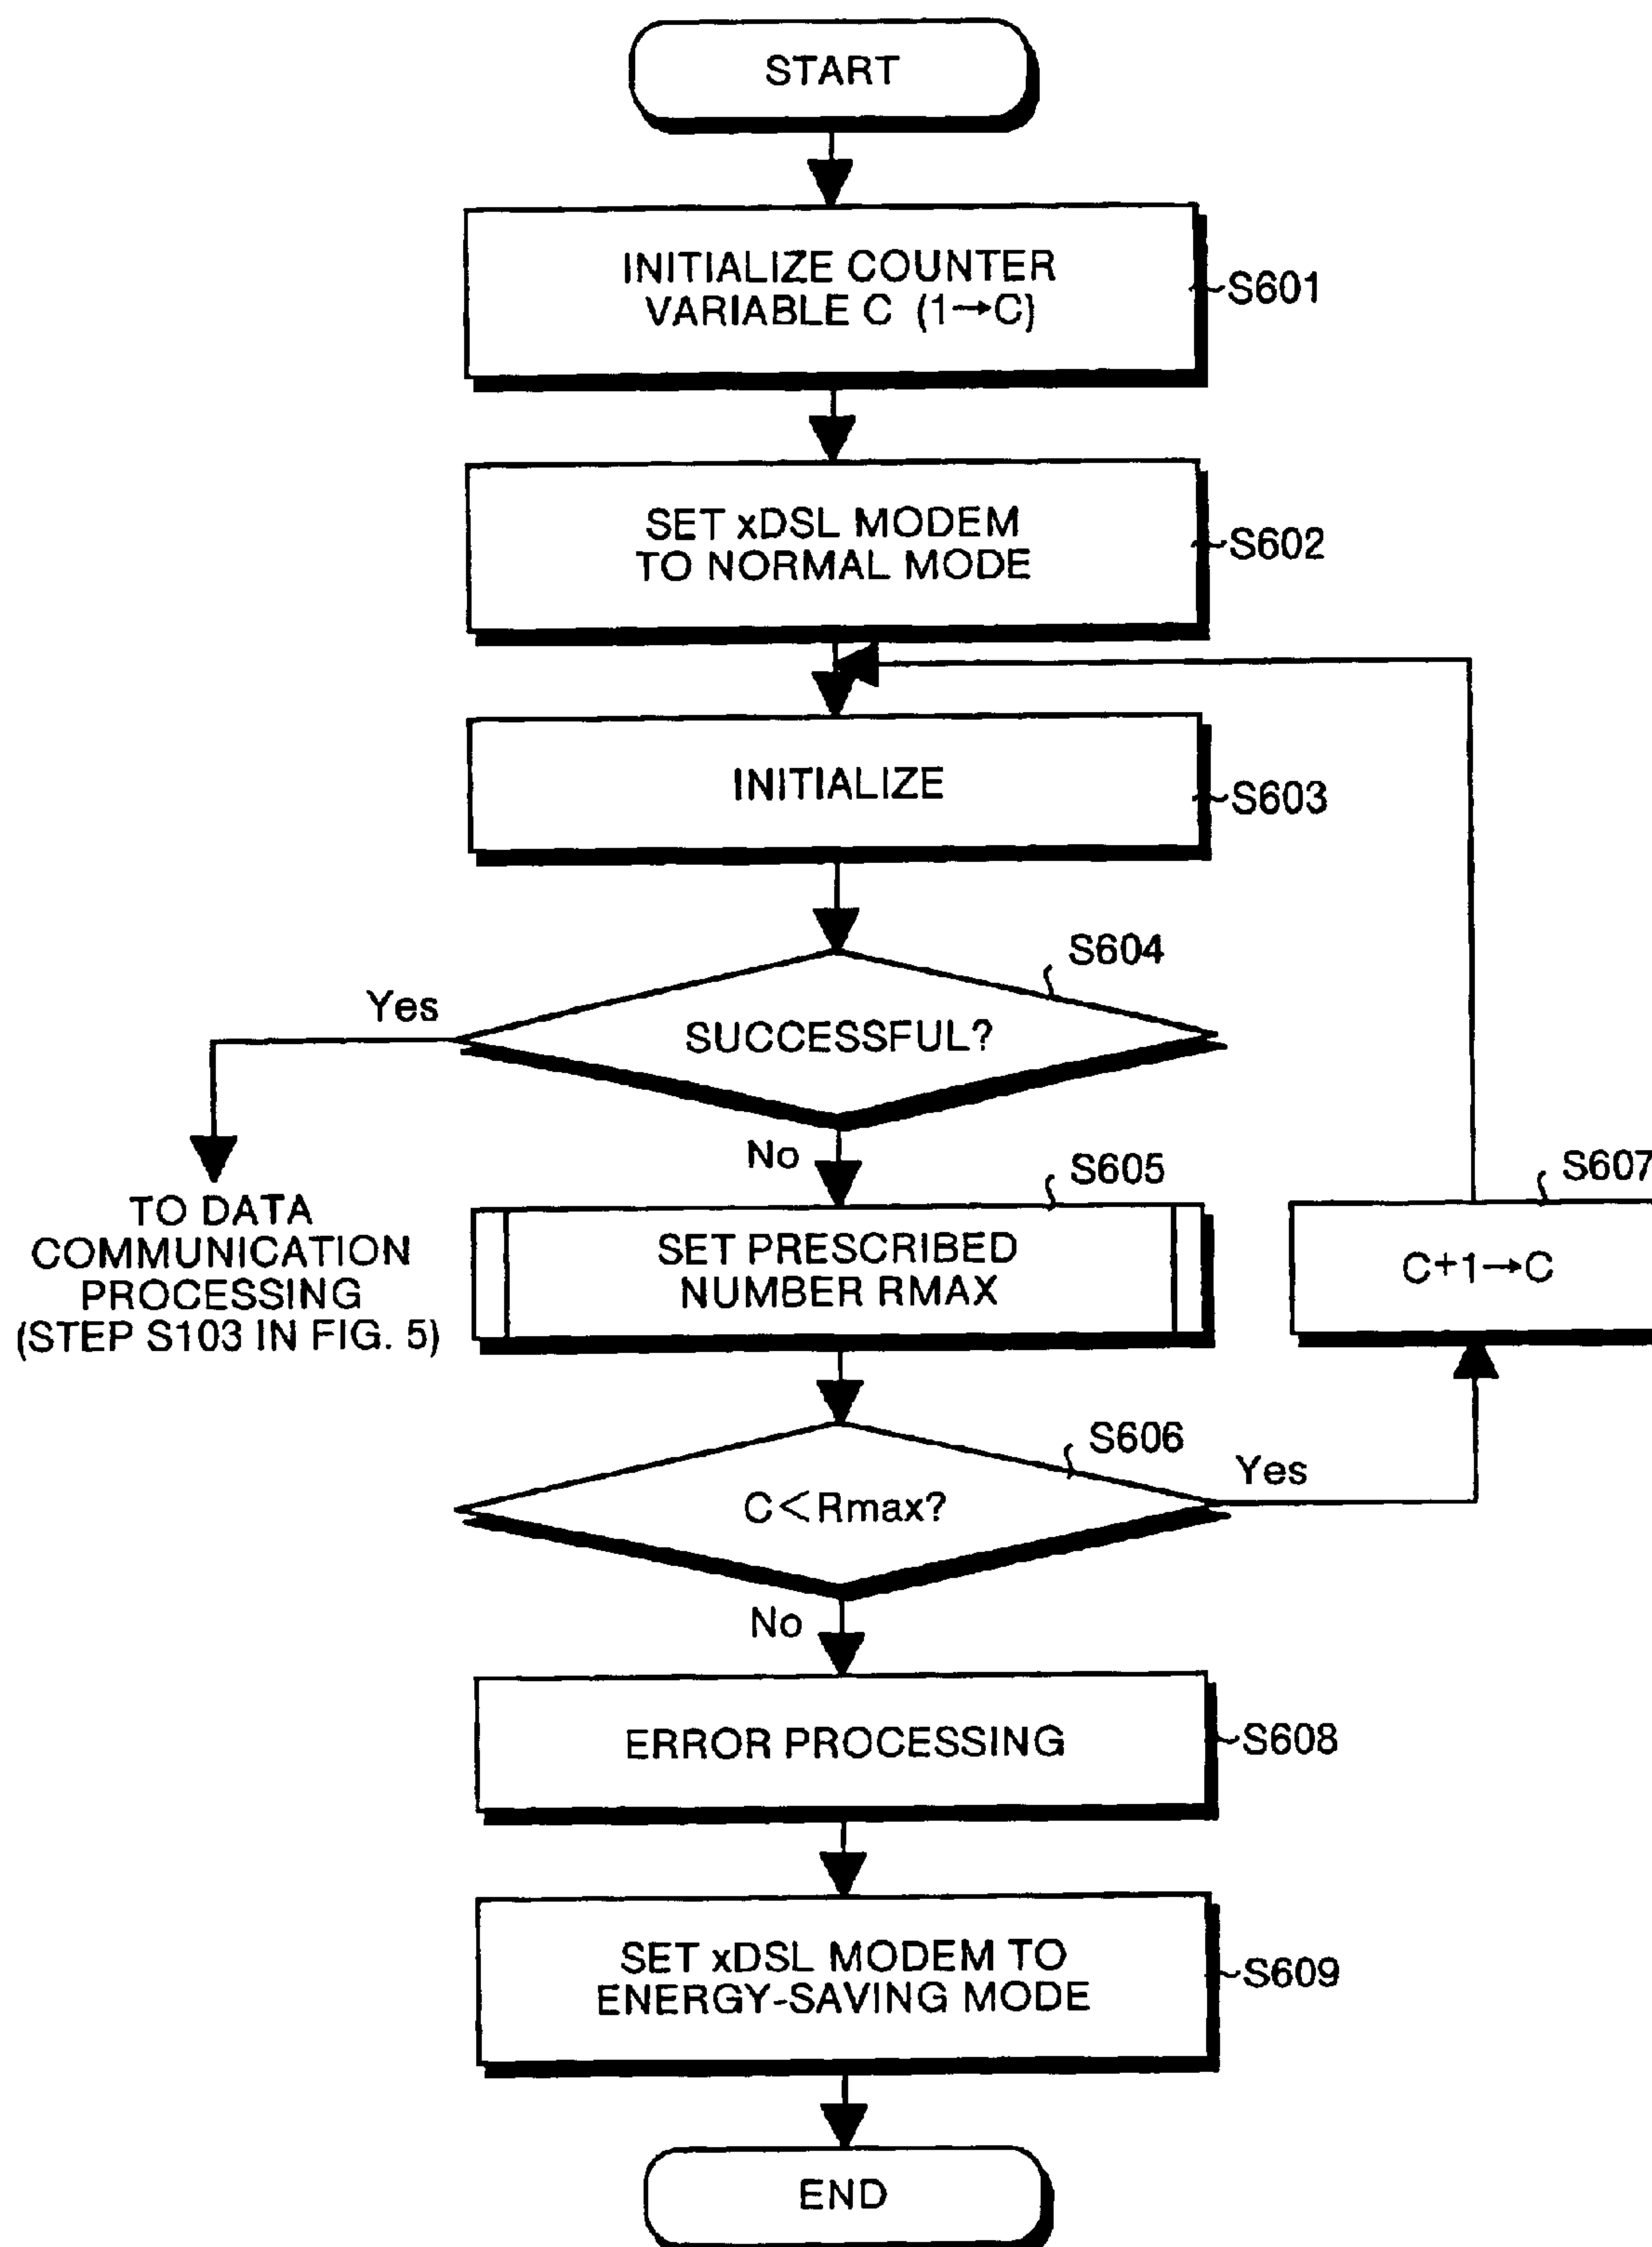 START
INITIALIZE COUNTER
VARIABLE C (1→C)
S601
SET xDSL MODEM
TO NORMAL MODE
S602
INITIALIZE
S603
S604
Yes
SUCCESSFUL?
No
TO DATA
COMMUNICATION
PROCESSING
(STEP S103 IN FIG. 5)
S605
SET PRESCRIBED
NUMBER RMAX
S607
C+1→C
S606
C<Rmax?
Yes
No
ERROR PROCESSING
S608
SET xDSL MODEM TO
ENERGY-SAVING MODE
S609
END